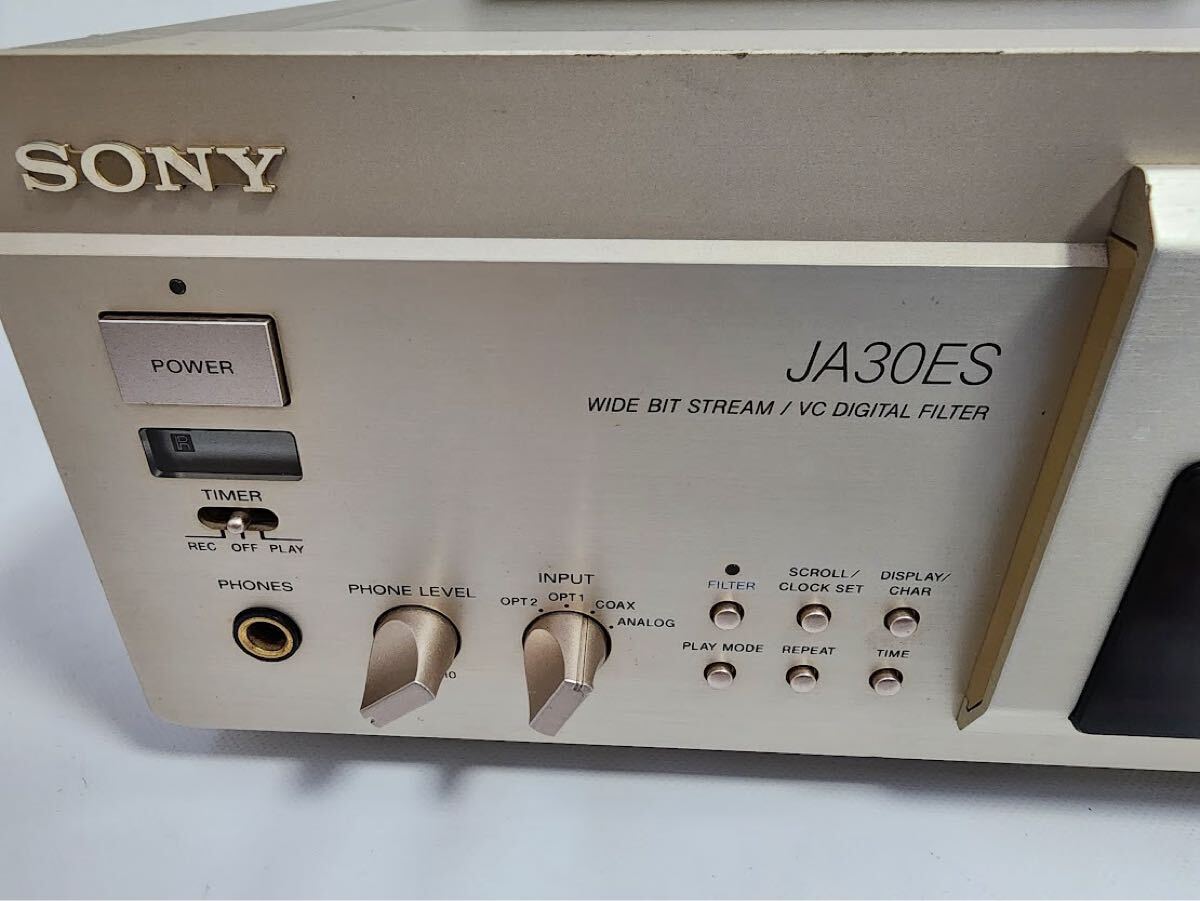 SONY
POWER
JA30ES
WIDE BIT STREAM / VC DIGITAL FILTER
R
TIMER
REC OFF PLAY
PHONES
PHONE LEVEL
10
INPUT
OPT2 OPT1 COAX
ANALOG
FILTER
SCROLL/
CLOCK SET
DISPLAY/
CHAR
PLAY MODE
REPEAT
TIME